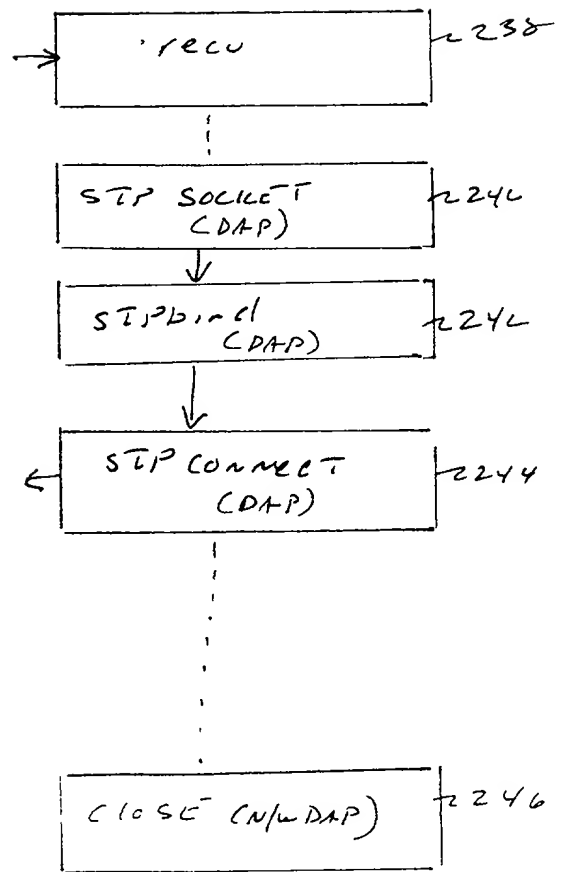 recv
238
STP SOCKET
(DAP)
242
STPbind
(DAP)
242
STP CONNECT
(DAP)
244
CLOSE (N/W DAP)
246